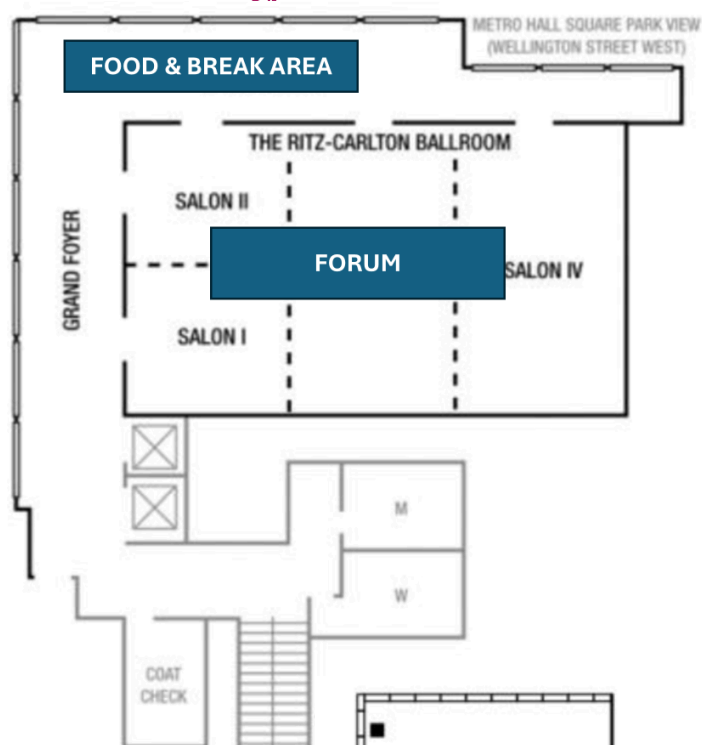 METRO HALL SQUARE PARK VIEW
(WELLINGTON STREET WEST)
FOOD & BREAK AREA
THE RITZ-CARLTON BALLROOM
SALON II
GRAND FOYER
FORUM
SALON IV
SALON I
M
W
COAT
CHECK